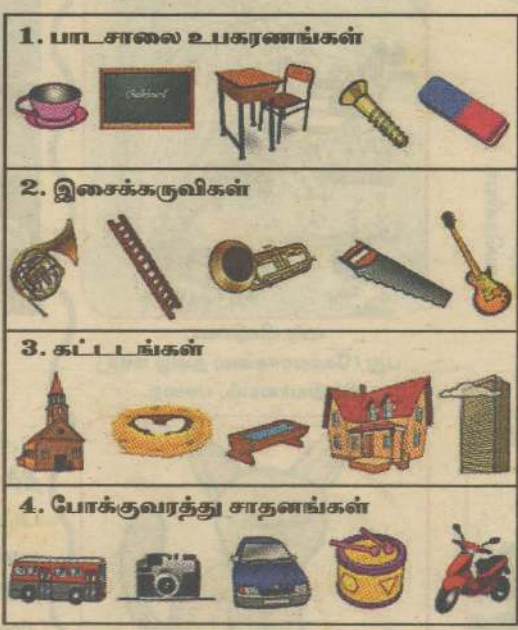 1. பாடசாலை உபகரணங்கள்
2. இசைக்கருவிகள்
3. கட்டடங்கள்
4. போக்குவரத்து சாதனங்கள்